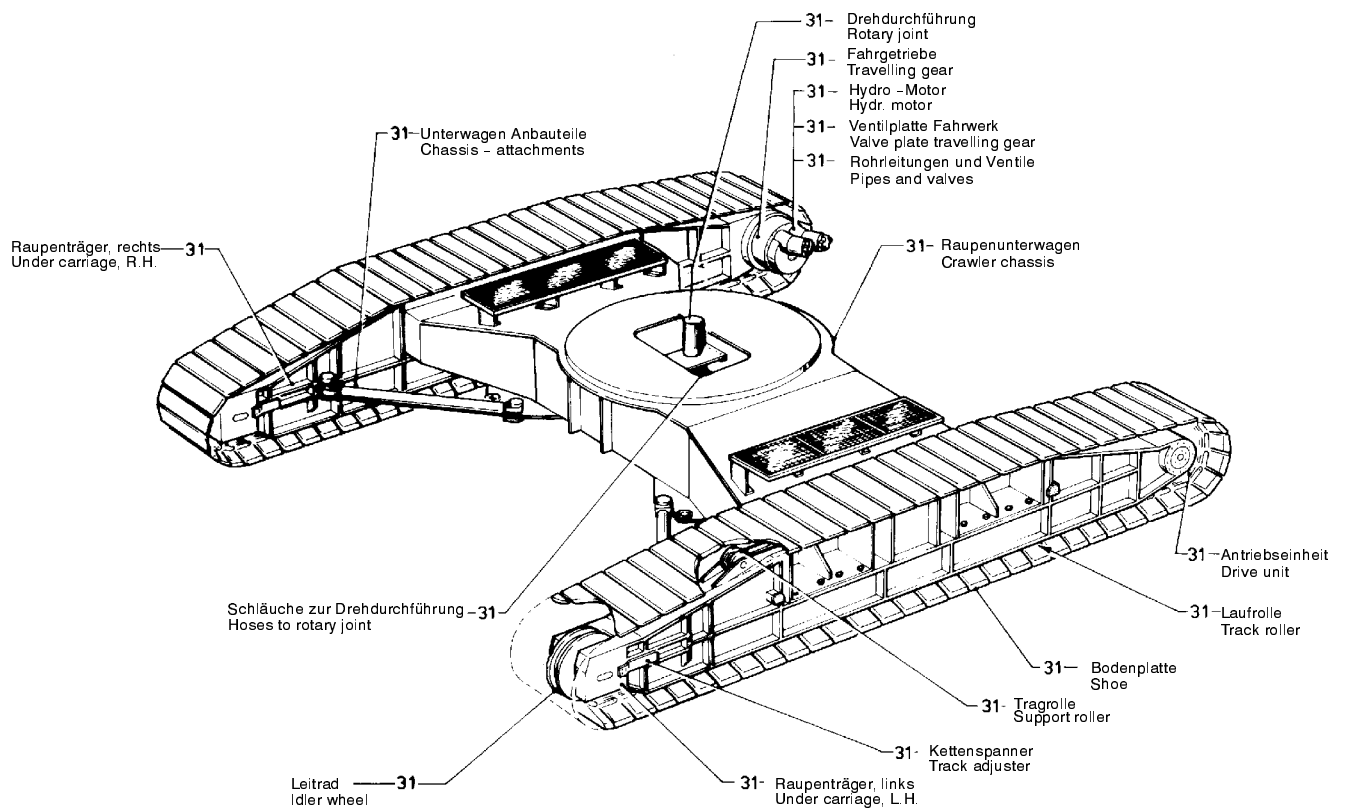 31- Drehdurchführung
Rotary joint
31- Fahrgetriebe
Travelling gear
31- Hydro -Motor
Hydr. motor
31- Ventilplatte Fahrwerk
Valve plate travelling gear
31- Rohrleitungen und Ventile
Pipes and valves
31- Unterwagen Anbauteile
Chassis - attachments
Raupenträger, rechts 31
Under carriage, R.H.
31- Raupenunterwagen
Crawler chassis
31- Antriebseinheit
Drive unit
Schläuche zur Drehdurchführung -31
Hoses to rotary joint
31- Laufrolle
Track roller
31- Bodenplatte
Shoe
31- Tragrolle
Support roller
31- Kettenspanner
Track adjuster
Leitrad 31
Idler wheel
31- Raupenträger, links
Under carriage, L.H.